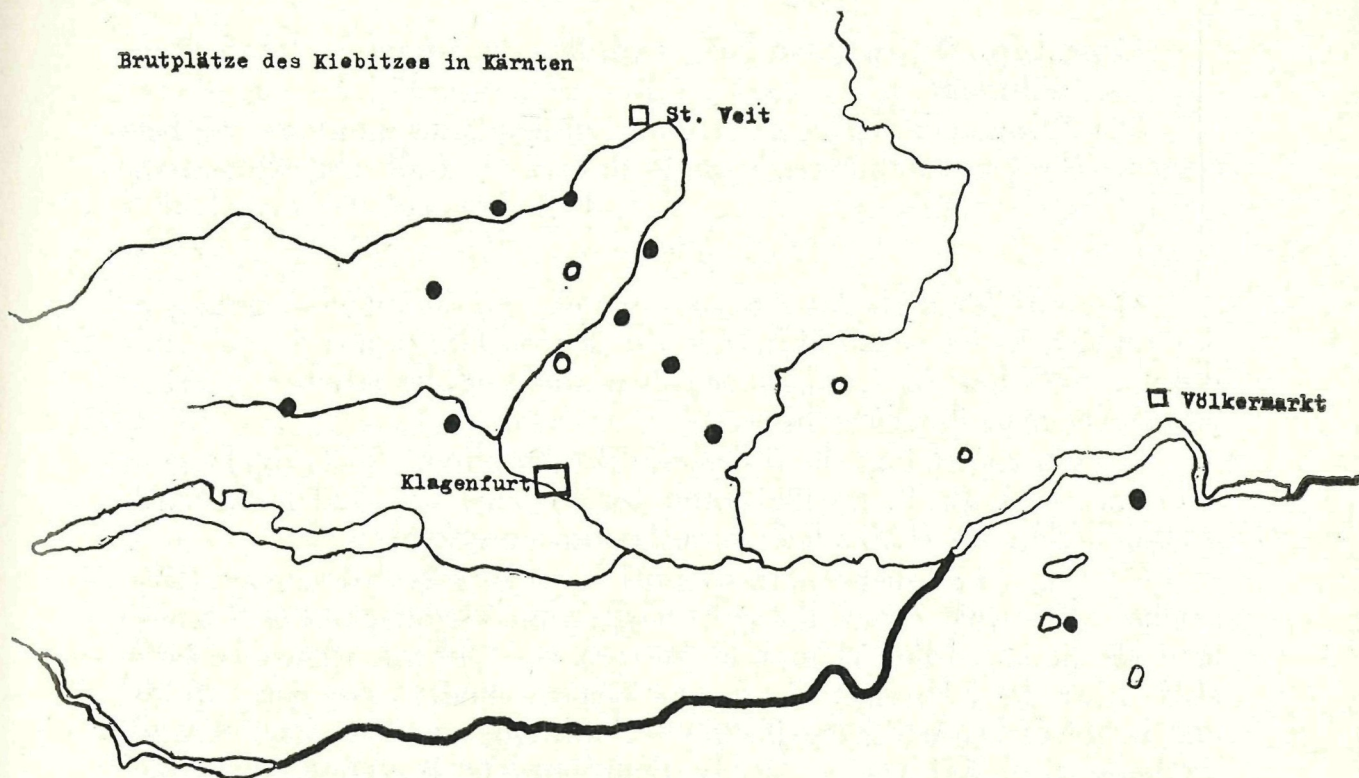 Brutplätze des Kiebitzes in Kärnten
St. Veit
Völkermarkt
Klagenfurt